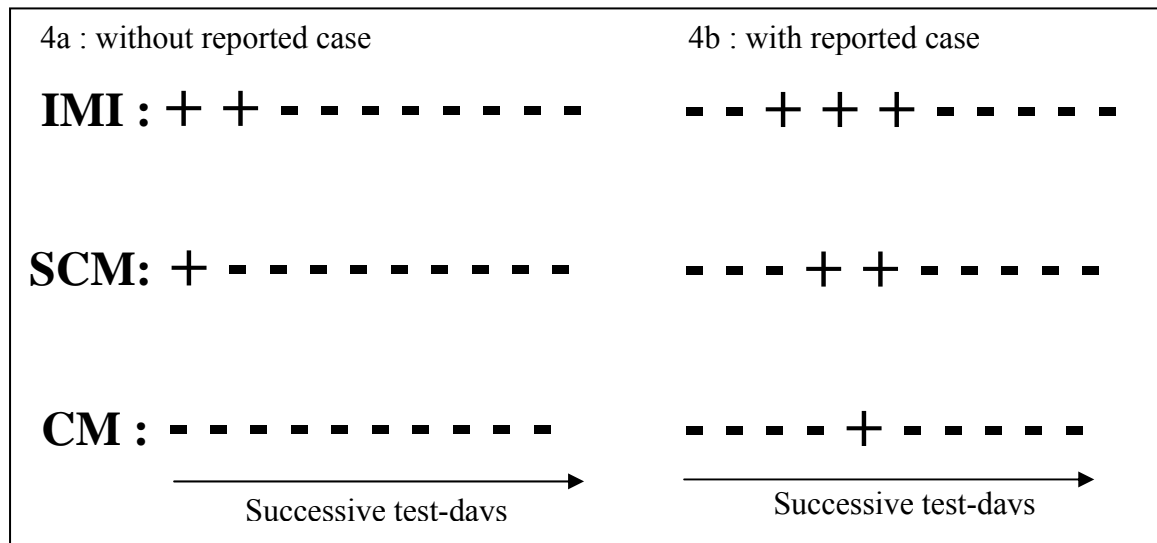 4a : without reported case 4b : with reported case
IMI : + + - - - - - - - - - - + + + - - - - -
SCM: + - - - - - - - - - - - - + + - - - - -
CM : - - - - - - - - - - - - - - + - - - - -
Successive test-davs Successive test-davs